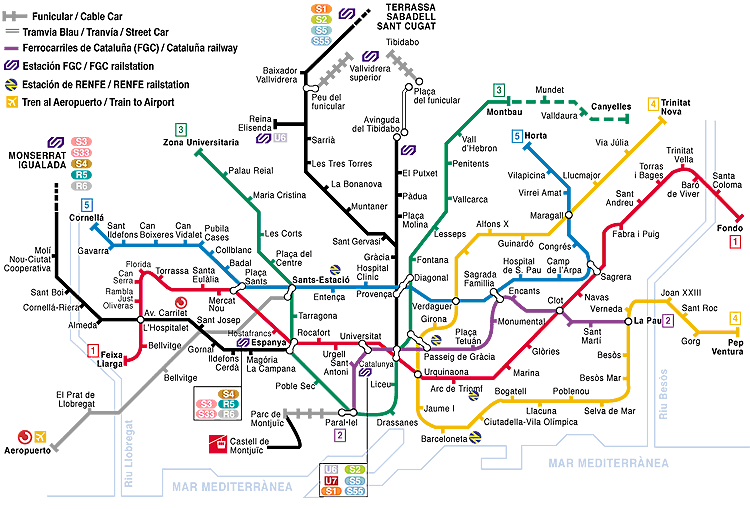 Funicular / Cable Car
Tramvia Blau / Tranvía / Street Car
Ferrocarriles de Cataluña (FGC) / Cataluña railway
Estación FGC / FGC railstation
Estación de RENFE / RENFE railstation
Tren al Aeropuerto / Train to Airport
S1
S2
S5
S55
TERRASSA
SABADELL
SANT CUGAT
Tibidabo
Vallvidrera
superior
Baixador
Vallvidrera
Peu del
funicular
Plaça
del funicular
Avinguda
del Tibidabo
Reina
Elisenda
U6
Sarrià
Les Tres Torres
La Bonanova
Muntaner
Sant Gervasi
Gràcia
El Putxet
Pàdua
Plaça
Molina
3
Montbau
Mundet
Valldaura
Canyelles
Vall
d'Hebron
Penitents
Vallcarca
Lesseps
Fontana
4
Trinitat
Nova
Via Júlia
Llucmajor
5
Horta
Vilapicina
Virrei Amat
Maragall
Congrés
Alfons X
Guinardó
Trinitat
Vella
Torras
i Bages
Baró
de Viver
Santa
Coloma
Sant
Andreu
Fabra i Puig
Fondo
1
3
Zona Universitaria
Palau Reial
Maria Cristina
Les Corts
Plaça del
Centre
MONSERRAT
IGUALADA
S3
S33
S4
R5
R6
5
Cornellá
Gavarra
Sant
Ildefons
Can
Boixeres
Can
Vidalet
Pubila
Cases
Collblanc
Badal
Plaça
Sants
Sants-Estació
Entença
Hospital
Clínic
Provença
Diagonal
Verdaguer
Sagrada
Famillia
Hospital
de S. Pau
Camp
de l'Arpa
Sagrera
Molí
Nou-Ciutat
Cooperativa
Sant Boi
Cornellà-Riera
Almeda
Florida
Can
Serra
Rambla
Just
Oliveras
Torrassa
Santa
Eulàlia
Mercat
Nou
Av. Carrilet
L'Hospitalet
Sant Josep
1
Feixa
Llarga
Bellvitge
Bellvitge
Gornal
Ildefons
Cerdà
Magòria
La Campana
Hostafrancs
Espanya
Tarragona
Rocafort
Urgell
Universitat
Sant
Antoni
Catalunya
Liceu
Drassanes
Poble Sec
Parc de
Montjuïc
Castell de
Montjuïc
Paral·lel
2
Girona
Plaça
Tetuán
Passeig de Gràcia
Urquinaona
Encants
Monumental
Clot
Navas
Glòries
Marina
Arc de Triomf
Verneda
La Pau
2
Sant
Martí
Joan XXIII
Sant Roc
Gorg
Pep
Ventura
4
Besòs
Besòs Mar
Selva de Mar
Poblenou
Llacuna
Bogatell
Ciutadella-Vila Olímpica
Jaume I
Barceloneta
El Prat de
Llobregat
Aeropuerto
S4
S3
R5
S33
R6
U6
S2
U7
S5
S1
S55
Riu Llobregat
Riu Besòs
MAR MEDITERRÀNEA
MAR MEDITERRÀNEA